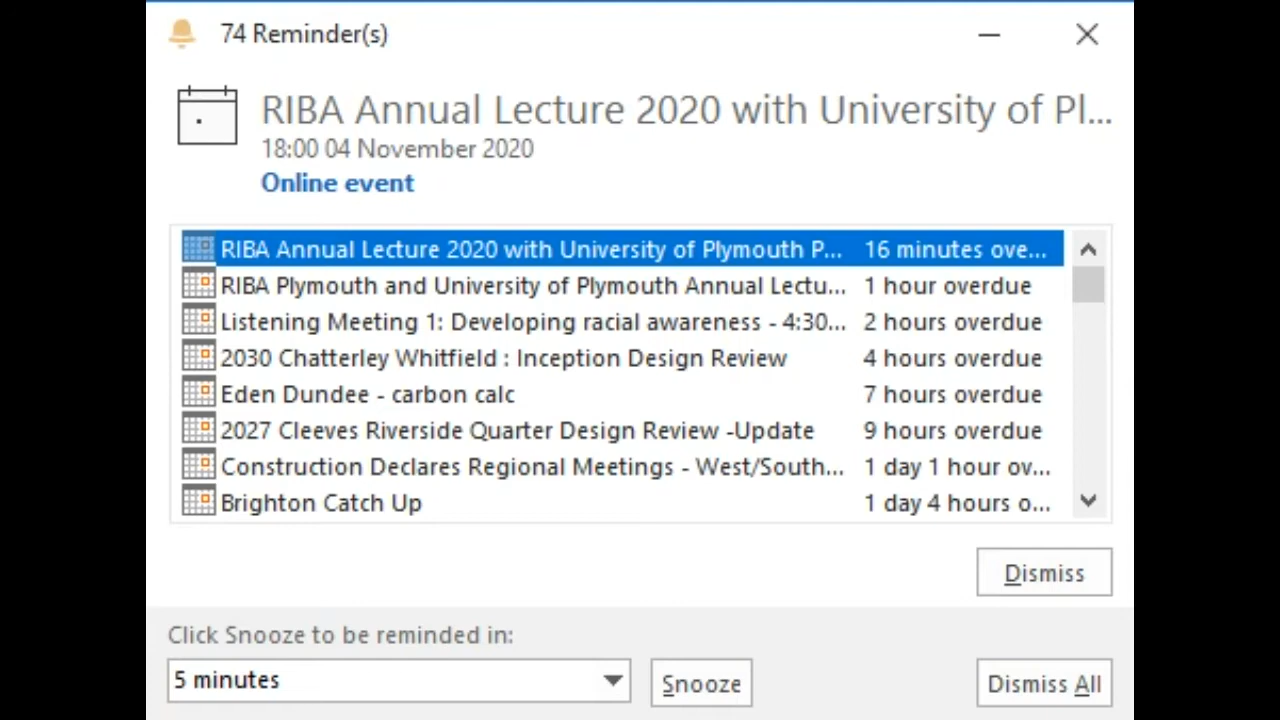 74 Reminder(s)
RIBA Annual Lecture 2020 with University of Pl...
18:00 04 November 2020
Online event
RIBA Annual Lecture 2020 with University of Plymouth P... 16 minutes ove...
RIBA Plymouth and University of Plymouth Annual Lectu... 1 hour overdue
Listening Meeting 1: Developing racial awareness - 4:30... 2 hours overdue
2030 Chatterley Whitfield : Inception Design Review 4 hours overdue
Eden Dundee - carbon calc 7 hours overdue
2027 Cleeves Riverside Quarter Design Review -Update 9 hours overdue
Construction Declares Regional Meetings - West/South... 1 day 1 hour ov...
Brighton Catch Up 1 day 4 hours o...
Dismiss
Click Snooze to be reminded in:
5 minutes Snooze Dismiss All